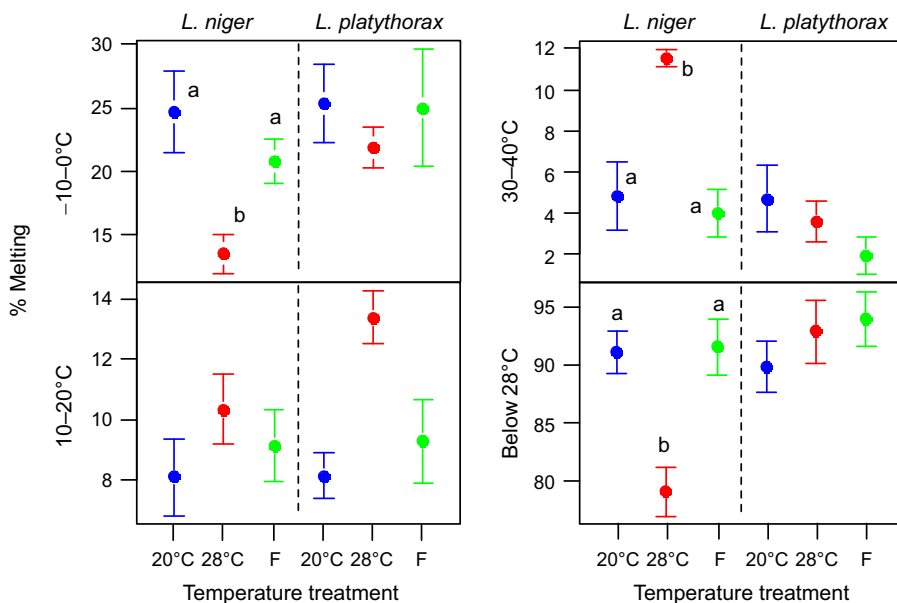 L. niger L. platythorax
L. niger L. platythorax
% Melting
–10–0°C
30
25
20
15
a
b
a
30–40°C
12
10
8
6
4
2
a
b
a
10–20°C
14
12
10
8
Below 28°C
95
90
85
80
a
b
a
20°C 28°C F 20°C 28°C F
Temperature treatment
20°C 28°C F 20°C 28°C F
Temperature treatment